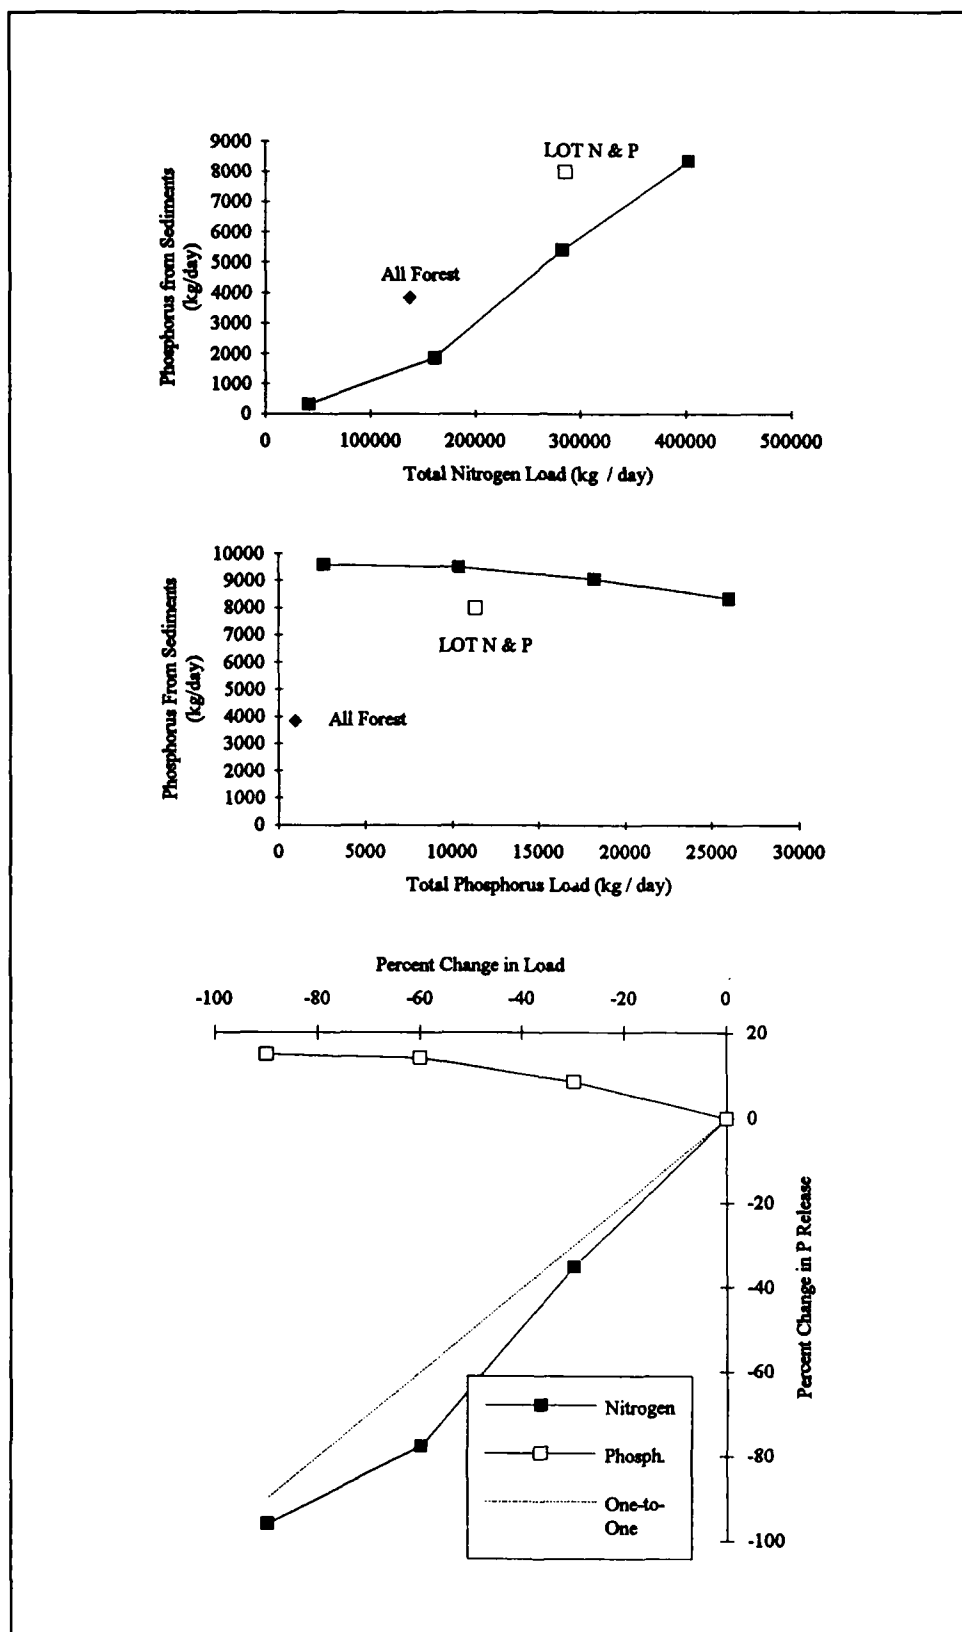 Phosphorus from Sediments
(kg/day)
9000
8000
7000
6000
5000
4000
3000
2000
1000
0
LOT N & P
All Forest
0 100000 200000 300000 400000 500000
Total Nitrogen Load (kg / day)
Phosphorus From Sediments
(kg/day)
10000
9000
8000
7000
6000
5000
4000
3000
2000
1000
0
LOT N & P
All Forest
0 5000 10000 15000 20000 25000 30000
Total Phosphorus Load (kg / day)
Percent Change in Load
-100 -80 -60 -40 -20 0
20
0
-20
-40
-60
-80
-100
Percent Change in P Release
Nitrogen
Phosph.
One-to-
One